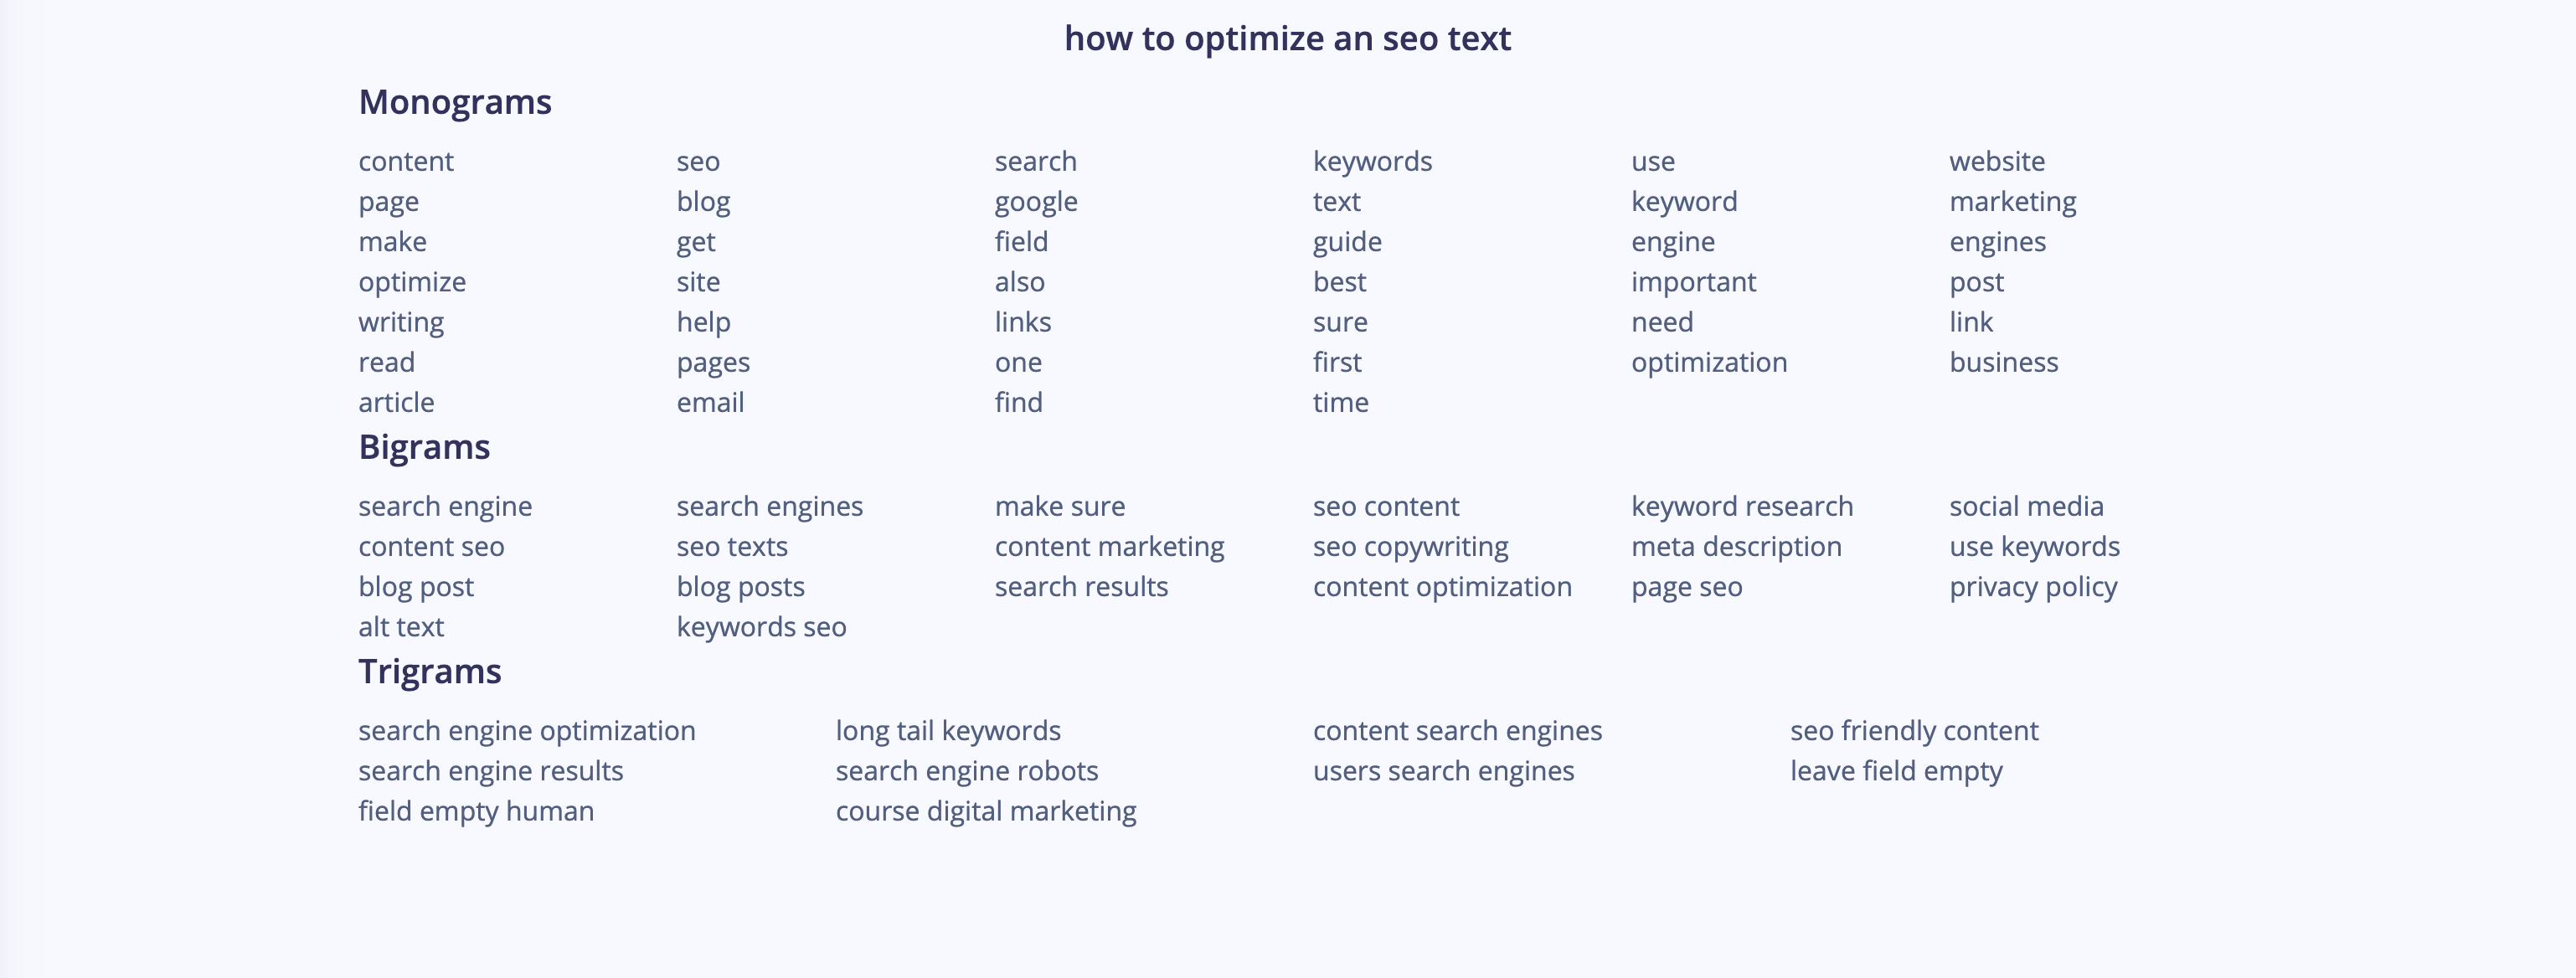 how to optimize an seo text
Monograms
content seo search keywords use website
page blog google text keyword marketing
make get field guide engine engines
optimize site also best important post
writing help links sure need link
read pages one first optimization business
article email find time
Bigrams
search engine search engines make sure seo content keyword research social media
content seo seo texts content marketing seo copywriting meta description use keywords
blog post blog posts search results content optimization page seo privacy policy
alt text keywords seo
Trigrams
search engine optimization long tail keywords content search engines seo friendly content
search engine results search engine robots users search engines leave field empty
field empty human course digital marketing